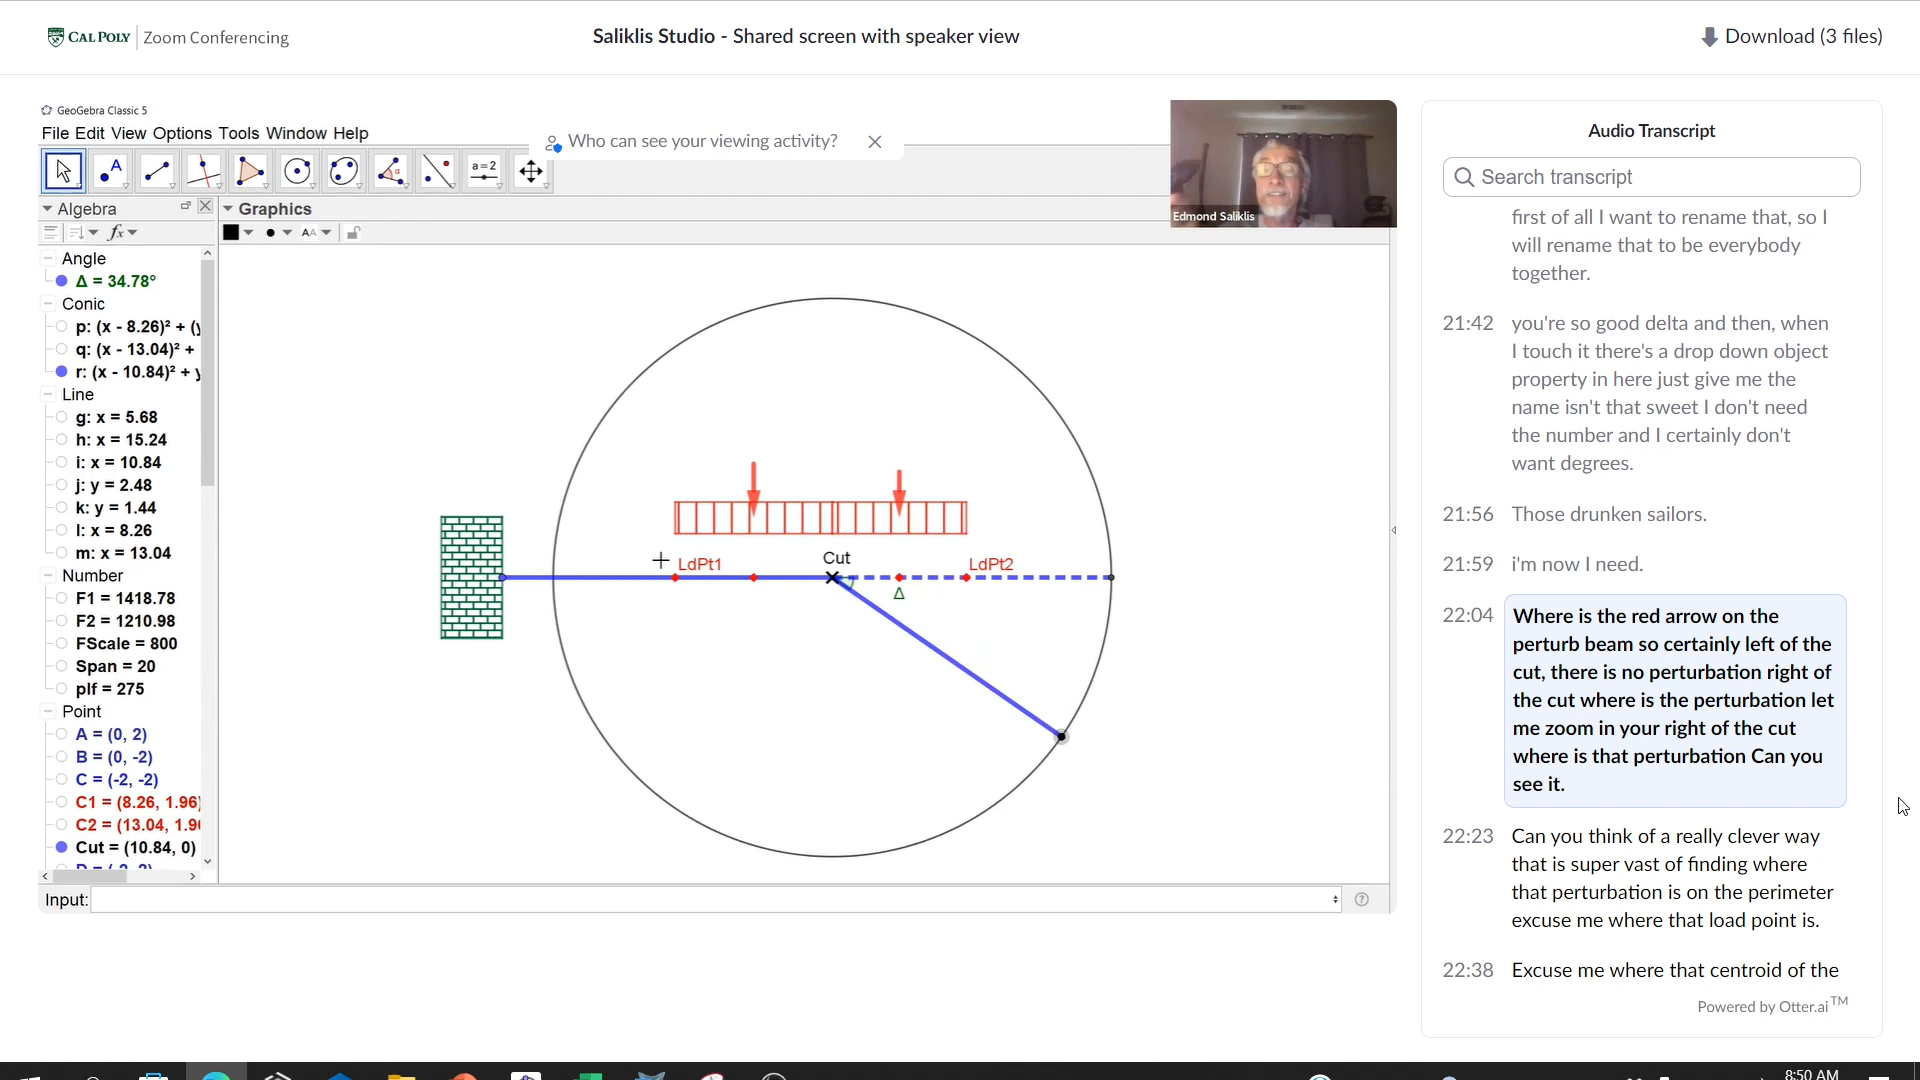 CAL POLY Zoom Conferencing
Saliklis Studio - Shared screen with speaker view
Download (3 files)
GeoGebra Classic 5
File Edit View Options Tools Window Help
Who can see your viewing activity?
A
α
a=2
Edmond Saliklis
Algebra
Graphics
fx
AA
Angle
Δ = 34.78°
Conic
p: (x - 8.26)² + (y
q: (x - 13.04)² +
r: (x - 10.84)² + y
Line
g: x = 5.68
h: x = 15.24
i: x = 10.84
j: y = 2.48
k: y = 1.44
l: x = 8.26
m: x = 13.04
Number
F1 = 1418.78
F2 = 1210.98
FScale = 800
Span = 20
plf = 275
Point
A = (0, 2)
B = (0, -2)
C = (-2, -2)
C1 = (8.26, 1.96)
C2 = (13.04, 1.96
Cut = (10.84, 0)
Cut
LdPt1
LdPt2
Δ
Input:
Audio Transcript
Search transcript
first of all I want to rename that, so I
will rename that to be everybody
together.
21:42 you're so good delta and then, when
I touch it there's a drop down object
property in here just give me the
name isn't that sweet I don't need
the number and I certainly don't
want degrees.
21:56 Those drunken sailors.
21:59 i'm now I need.
22:04 Where is the red arrow on the
perturb beam so certainly left of the
cut, there is no perturbation right of
the cut where is the perturbation let
me zoom in your right of the cut
where is that perturbation Can you
see it.
22:23 Can you think of a really clever way
that is super vast of finding where
that perturbation is on the perimeter
excuse me where that load point is.
22:38 Excuse me where that centroid of the
Powered by Otter.ai™
8:50 AM